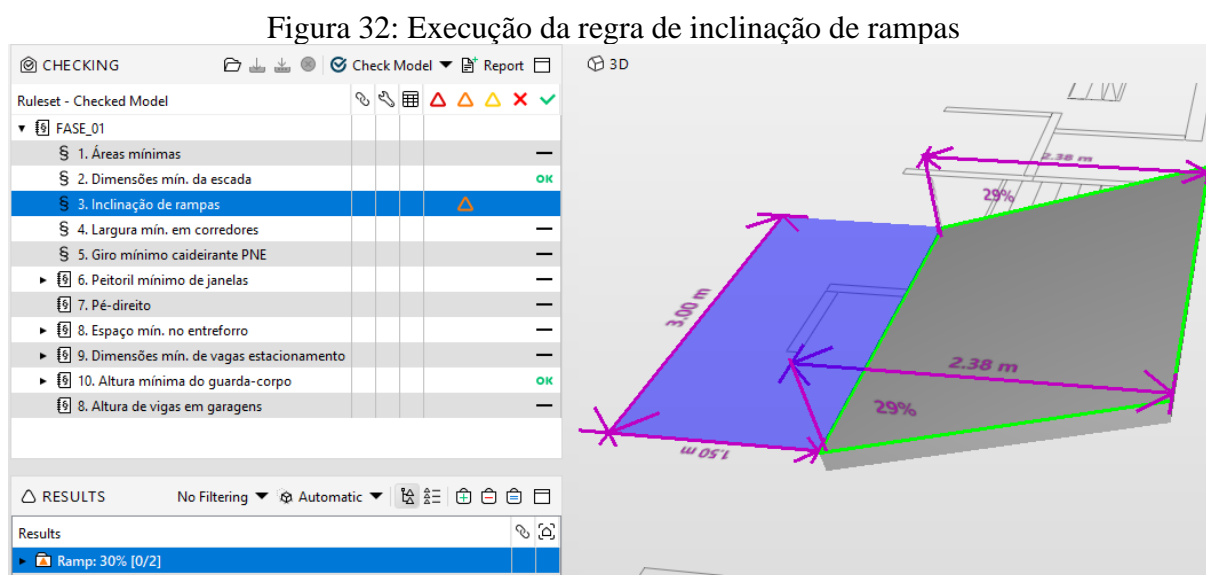 Figura 32: Execução da regra de inclinação de rampas
CHECKING Check Model Report
3D
Ruleset - Checked Model
FASE_01
§ 1. Áreas mínimas
§ 2. Dimensões mín. da escada OK
§ 3. Inclinação de rampas
§ 4. Largura mín. em corredores
§ 5. Giro mínimo caideirante PNE
6. Peitoril mínimo de janelas
7. Pé-direito
8. Espaço mín. no entreforro
9. Dimensões mín. de vagas estacionamento
10. Altura mínima do guarda-corpo OK
8. Altura de vigas em garagens
RESULTS No Filtering Automatic
Results
Ramp: 30% [0/2]
2.38 m
29%
3.00 m
2.38 m
29%
1.50 m